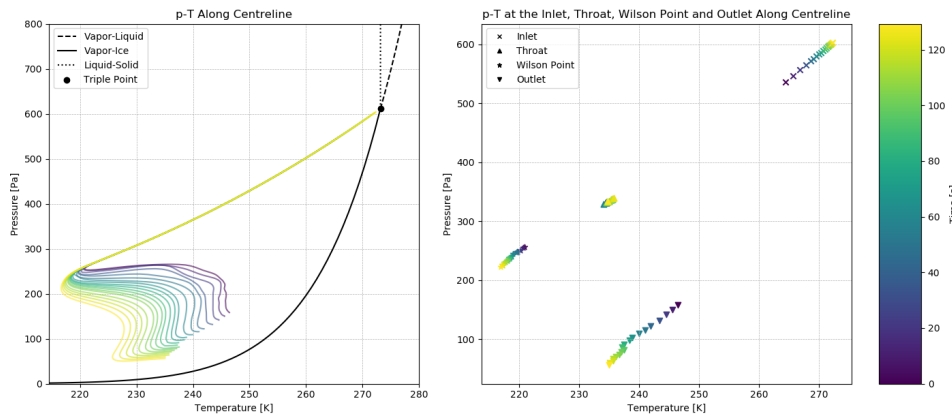 p-T Along Centreline
800
700
600
500
400
300
200
100
0
Pressure [Pa]
Vapor-Liquid
Vapor-Ice
Liquid-Solid
Triple Point
220 230 240 250 260 270 280
Temperature [K]
p-T at the Inlet, Throat, Wilson Point and Outlet Along Centreline
600
500
400
300
200
100
Pressure [Pa]
Inlet
Throat
Wilson Point
Outlet
220 230 240 250 260 270
Temperature [K]
120
100
80
60
40
20
0